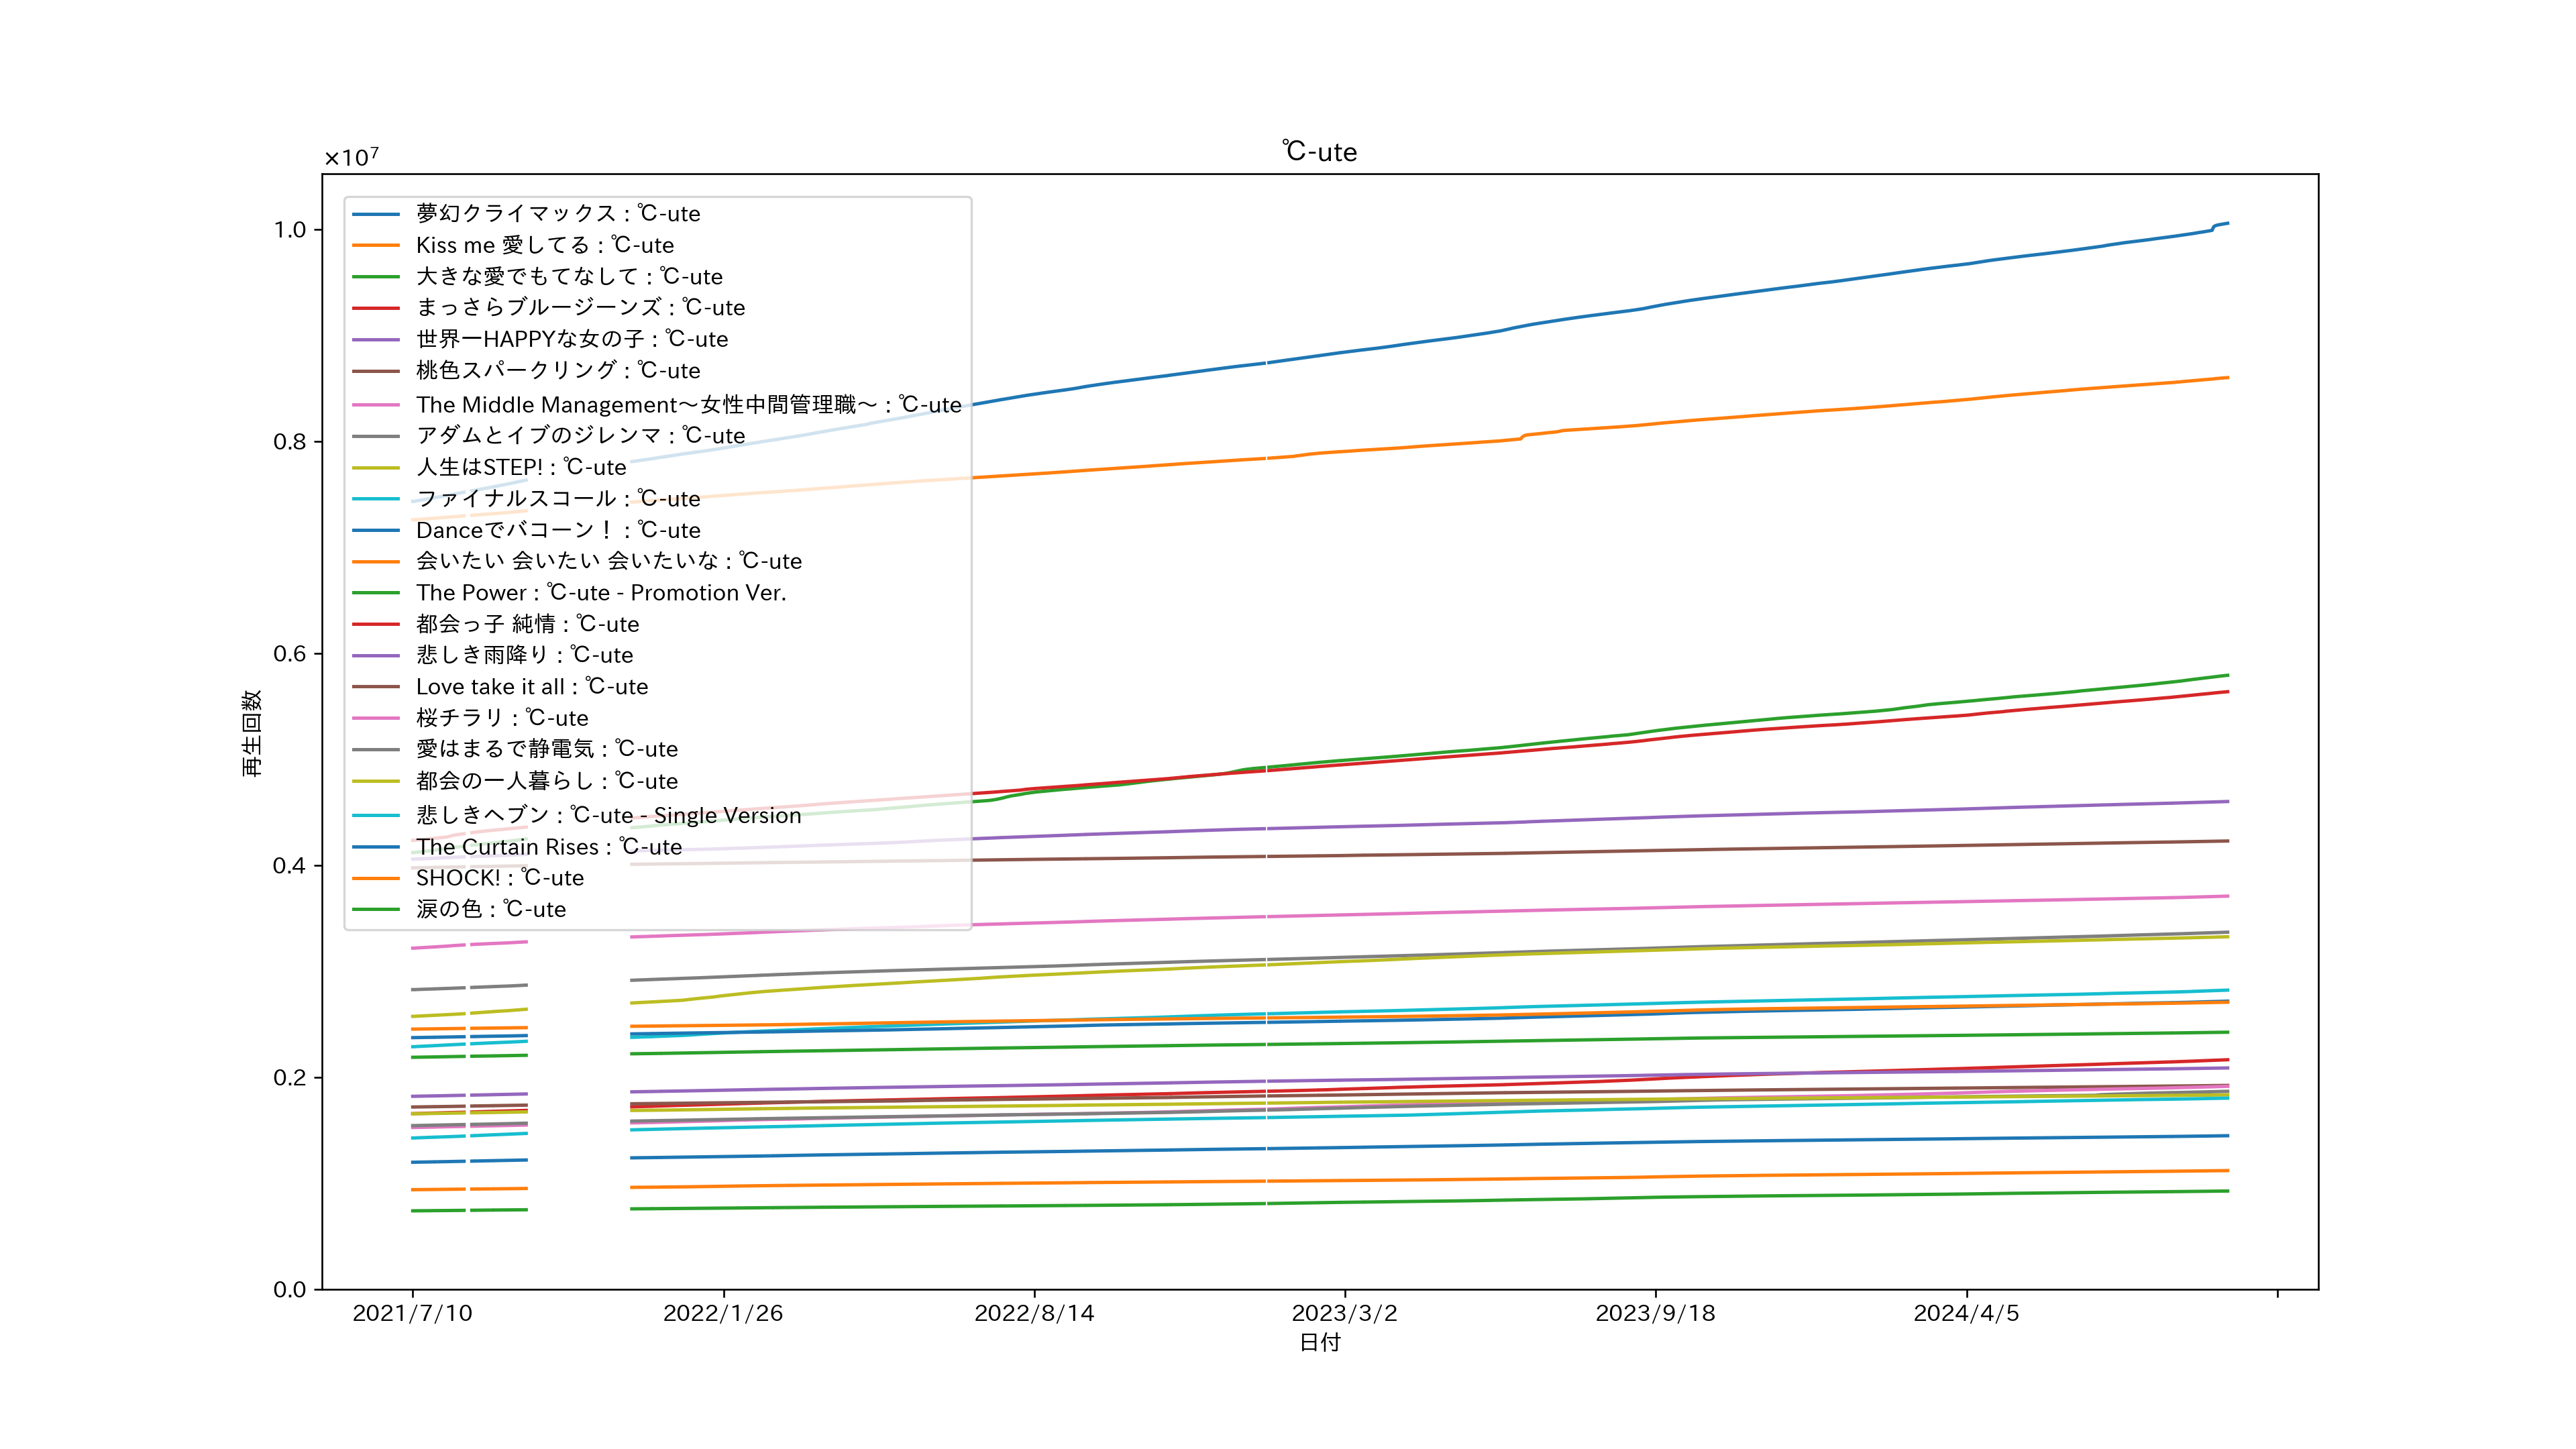 ℃-ute
×10⁷
1.0
0.8
0.6
0.4
0.2
0.0
再生回数
夢幻クライマックス : ℃-ute
Kiss me 愛してる : ℃-ute
大きな愛でもてなして : ℃-ute
まっさらブルージーンズ : ℃-ute
世界一HAPPYな女の子 : ℃-ute
桃色スパークリング : ℃-ute
The Middle Management～女性中間管理職～ : ℃-ute
アダムとイブのジレンマ : ℃-ute
人生はSTEP! : ℃-ute
ファイナルスコール : ℃-ute
Danceでバコーン！ : ℃-ute
会いたい 会いたい 会いたいな : ℃-ute
The Power : ℃-ute - Promotion Ver.
都会っ子 純情 : ℃-ute
悲しき雨降り : ℃-ute
Love take it all : ℃-ute
桜チラリ : ℃-ute
愛はまるで静電気 : ℃-ute
都会の一人暮らし : ℃-ute
悲しきヘブン : ℃-ute - Single Version
The Curtain Rises : ℃-ute
SHOCK! : ℃-ute
涙の色 : ℃-ute
2021/7/10
2022/1/26
2022/8/14
2023/3/2
2023/9/18
2024/4/5
日付